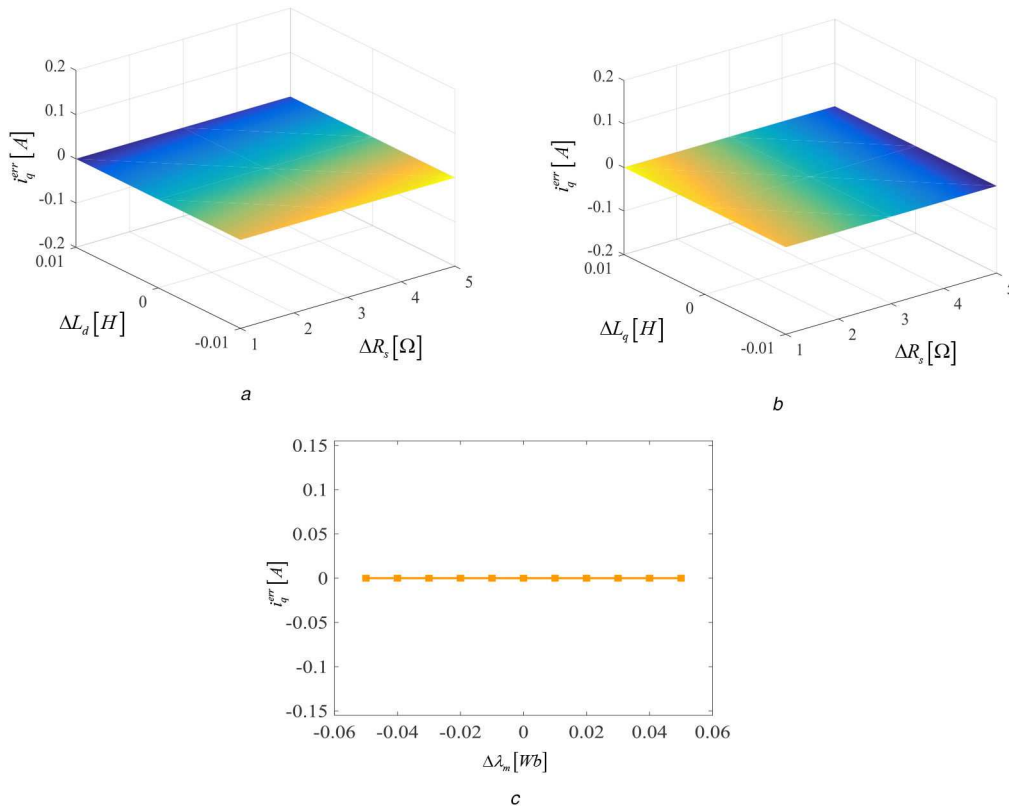 0.2
0.1
0
-0.1
-0.2
i_q^err [A]
0.01
0
-0.01
ΔL_d [H]
1
2
3
4
5
ΔR_s [Ω]
a
0.2
0.1
0
-0.1
-0.2
i_q^err [A]
0.01
0
-0.01
ΔL_q [H]
1
2
3
4
ΔR_s [Ω]
b
0.15
0.1
0.05
0
-0.05
-0.1
-0.15
i_q^err [A]
-0.06 -0.04 -0.02 0 0.02 0.04 0.06
Δλ_m [Wb]
c